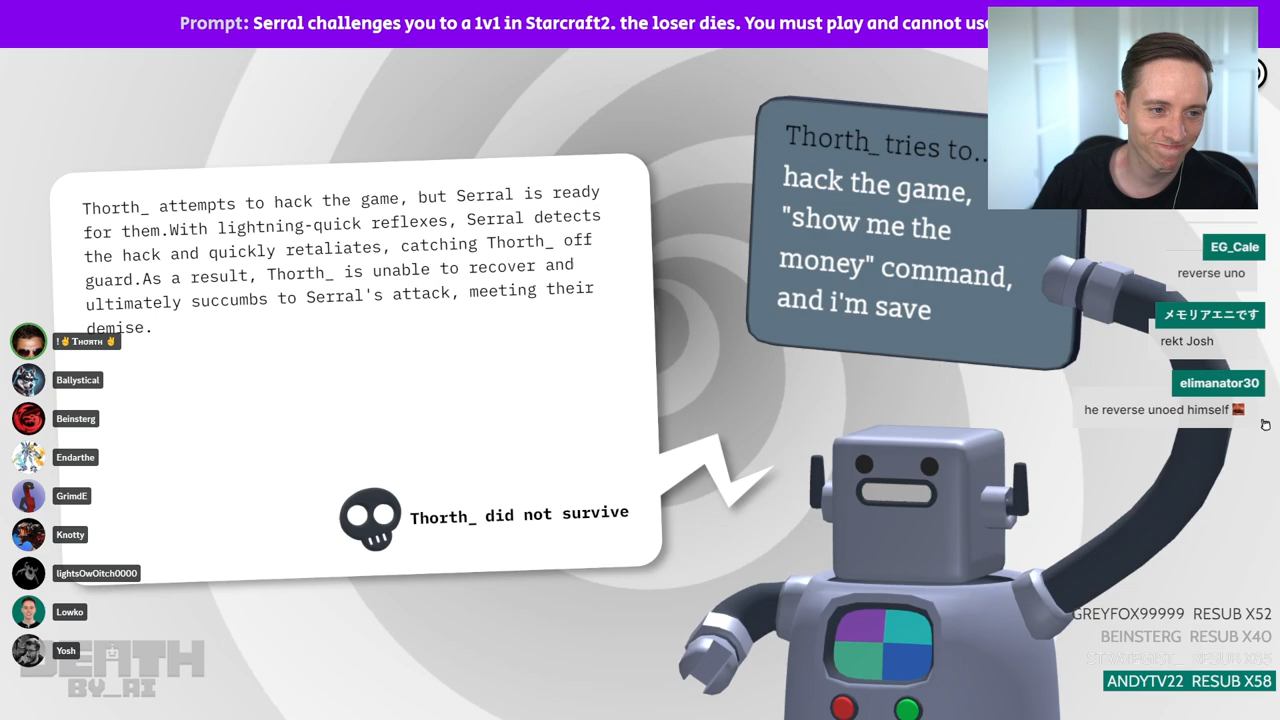 Prompt: Serral challenges you to a 1v1 in Starcraft2. the loser dies. You must play and cannot use
Thorth_ attempts to hack the game, but Serral is ready
for them.With lightning-quick reflexes, Serral detects
the hack and quickly retaliates, catching Thorth_ off
guard.As a result, Thorth_ is unable to recover and
ultimately succumbs to Serral's attack, meeting their
demise.
Thorth_ did not survive
Thorth_ tries to..
hack the game,
"show me the
money" command,
and i'm save
! ✌ Thorth ✌
Ballystical
Beinsterg
Endarthe
GrimdE
Knotty
lightsOwOitch0000
Lowko
Yosh
DEATH
BY_AI
EG_Cale
reverse uno
メモリアエニです
rekt Josh
elimanator30
he reverse unoed himself
GREYFOX99999 RESUB X52
BEINSTERG RESUB X40
ANDYTV22 RESUB X58